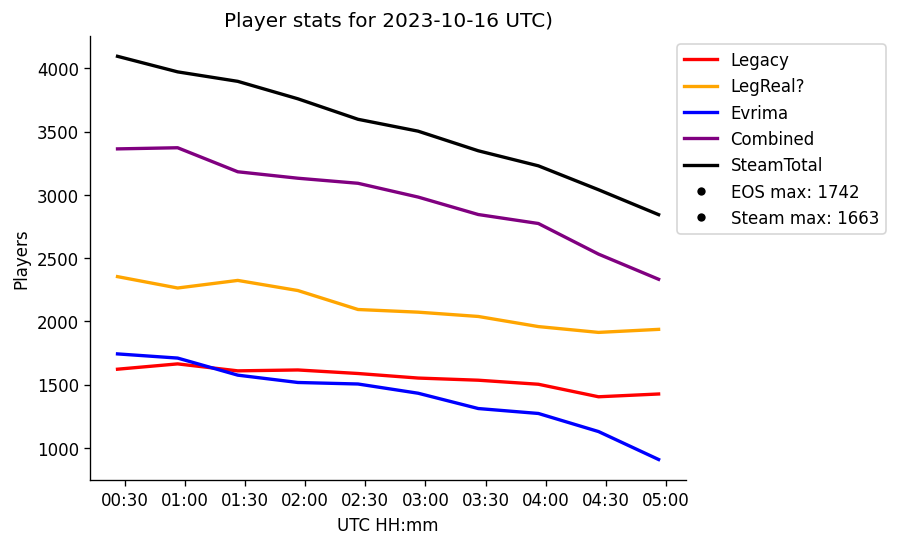 Player stats for 2023-10-16 UTC)
Legacy
LegReal?
Evrima
Combined
SteamTotal
EOS max: 1742
Steam max: 1663
Players
4000
3500
3000
2500
2000
1500
1000
00:30 01:00 01:30 02:00 02:30 03:00 03:30 04:00 04:30 05:00
UTC HH:mm